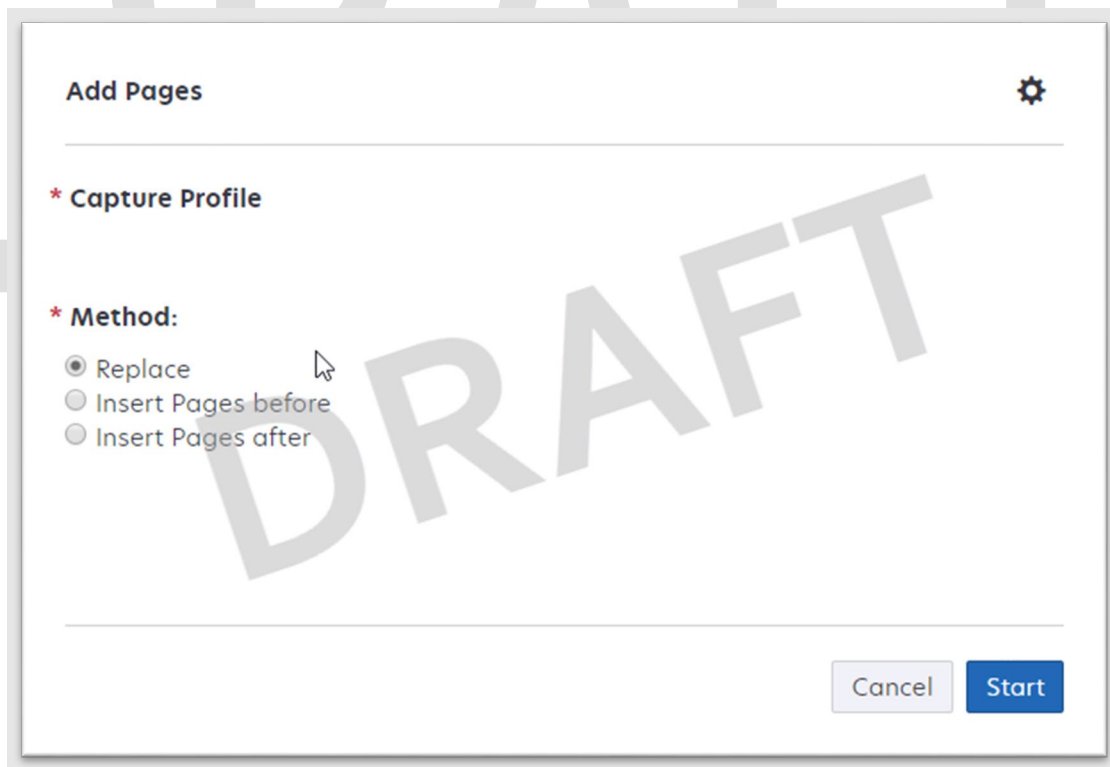 Add Pages
* Capture Profile
* Method:
Replace
Insert Pages before
Insert Pages after
DRAFT
Cancel
Start